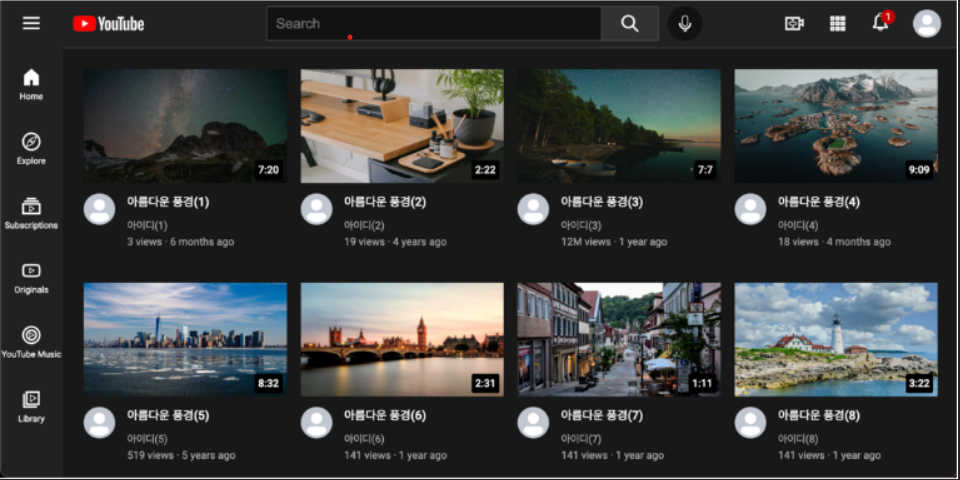 YouTube
Search
1
Home
Explore
Subscriptions
Originals
YouTube Music
Library
7:20
2:22
7:7
9:09
아름다운 풍경(1)
아이디(1)
3 views · 6 months ago
아름다운 풍경(2)
아이디(2)
19 views · 4 years ago
아름다운 풍경(3)
아이디(3)
12M views · 1 year ago
아름다운 풍경(4)
아이디(4)
18 views · 4 months ago
8:32
2:31
1:11
3:22
아름다운 풍경(5)
아이디(5)
519 views · 5 years ago
아름다운 풍경(6)
아이디(6)
141 views · 1 year ago
아름다운 풍경(7)
아이디(7)
141 views · 1 year ago
아름다운 풍경(8)
아이디(8)
141 views · 1 year ago